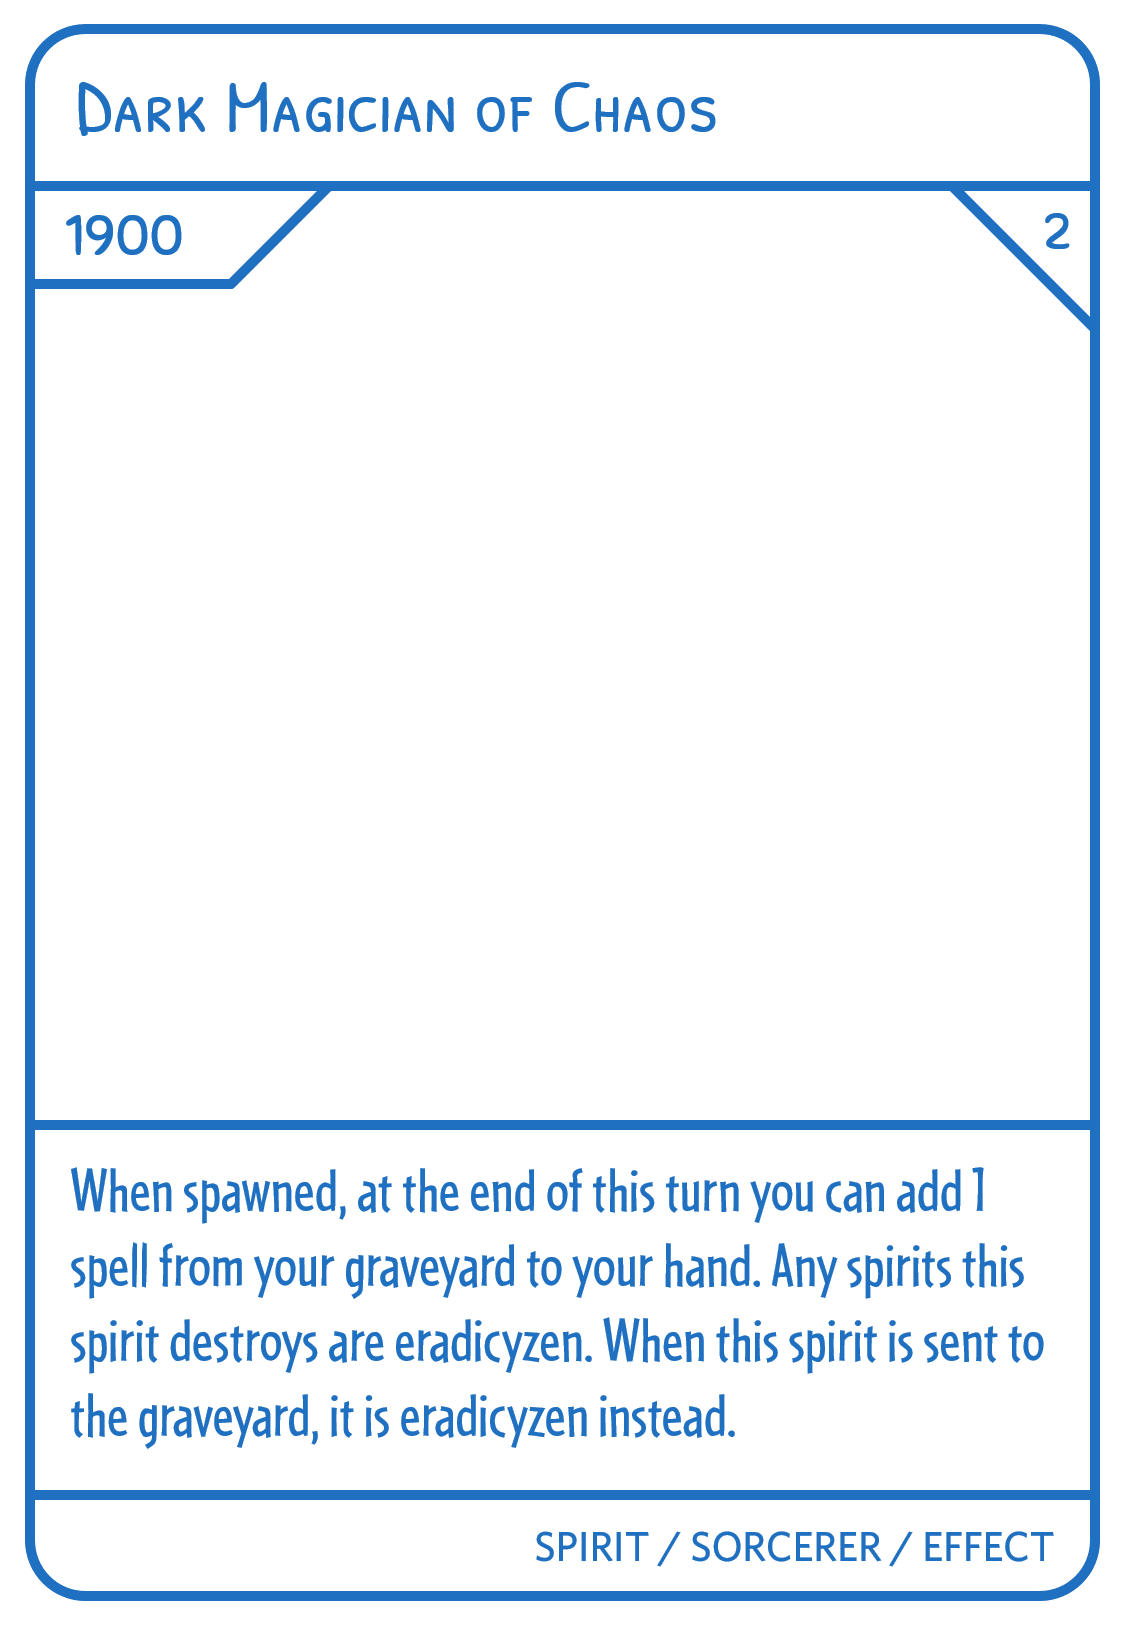 Dark Magician of Chaos
1900
2
When spawned, at the end of this turn you can add 1
spell from your graveyard to your hand. Any spirits this
spirit destroys are eradicyzen. When this spirit is sent to
the graveyard, it is eradicyzen instead.
SPIRIT / SORCERER / EFFECT